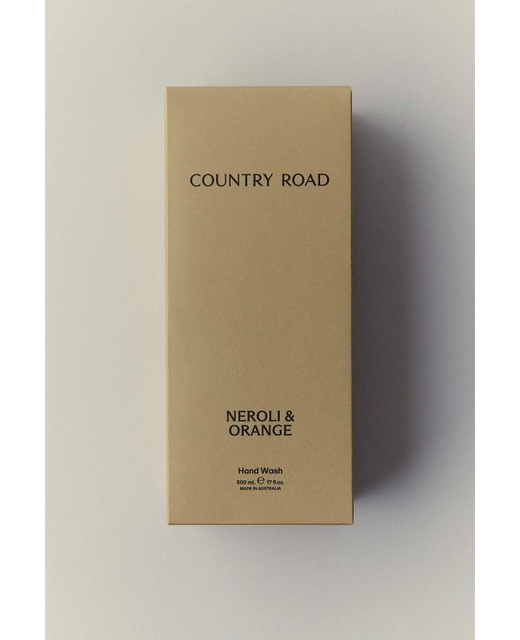 COUNTRY ROAD
NEROLI &
ORANGE
Hand Wash
500 mL ℮ 17 fl.oz.
MADE IN AUSTRALIA